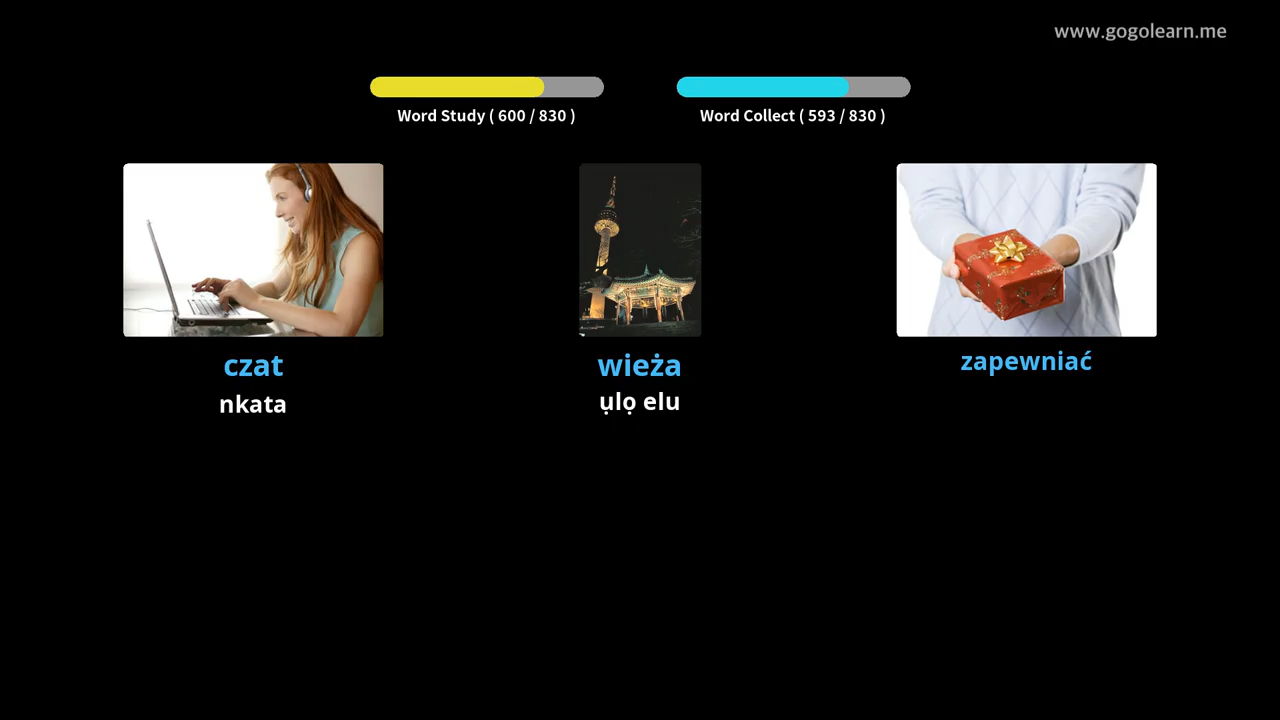 www.gogolearn.me
Word Study ( 600 / 830 )
Word Collect ( 593 / 830 )
czat
nkata
wieża
ụlọ elu
zapewniać